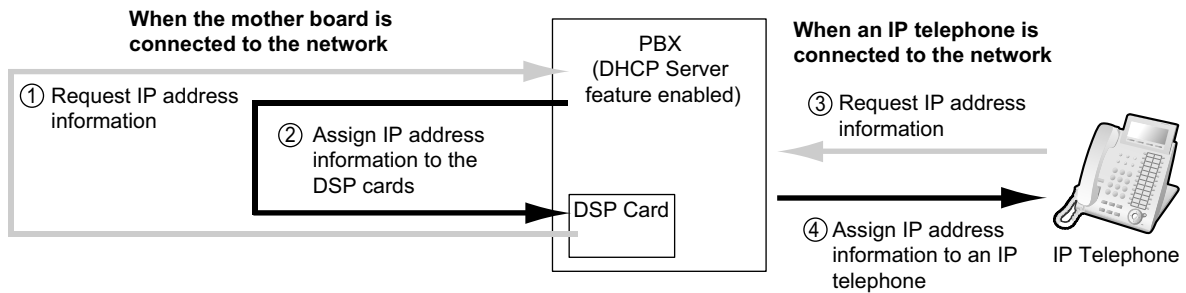 When the mother board is
connected to the network
① Request IP address
information
② Assign IP address
information to the
DSP cards
PBX
(DHCP Server
feature enabled)
DSP Card
When an IP telephone is
connected to the network
③ Request IP address
information
④ Assign IP address
information to an IP
telephone
IP Telephone